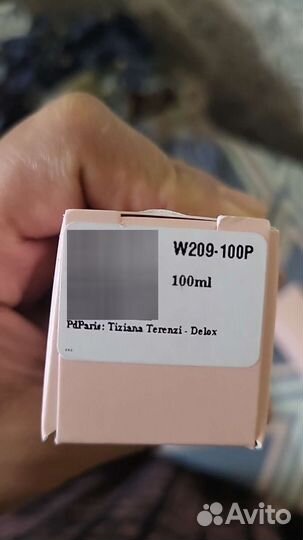 W209-100P
100ml
PdParis: Tiziana Terenzi - Delox
Avito